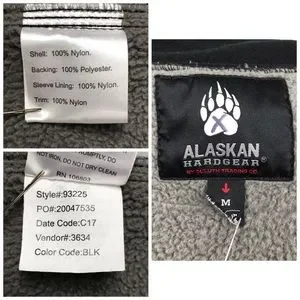 Shell: 100% Nylon.
Backing: 100% Polyester.
Sleeve Lining: 100% Nylon.
Trim: 100% Nylon
NOT IRON, DO NOT DRY CLEAN
RN 106803
Style#:93225
PO#:20047535
Date Code:C17
Vendor#:3634
Color Code:BLK
X
ALASKAN
HARDGEAR
BY DULUTH TRADING CO
M